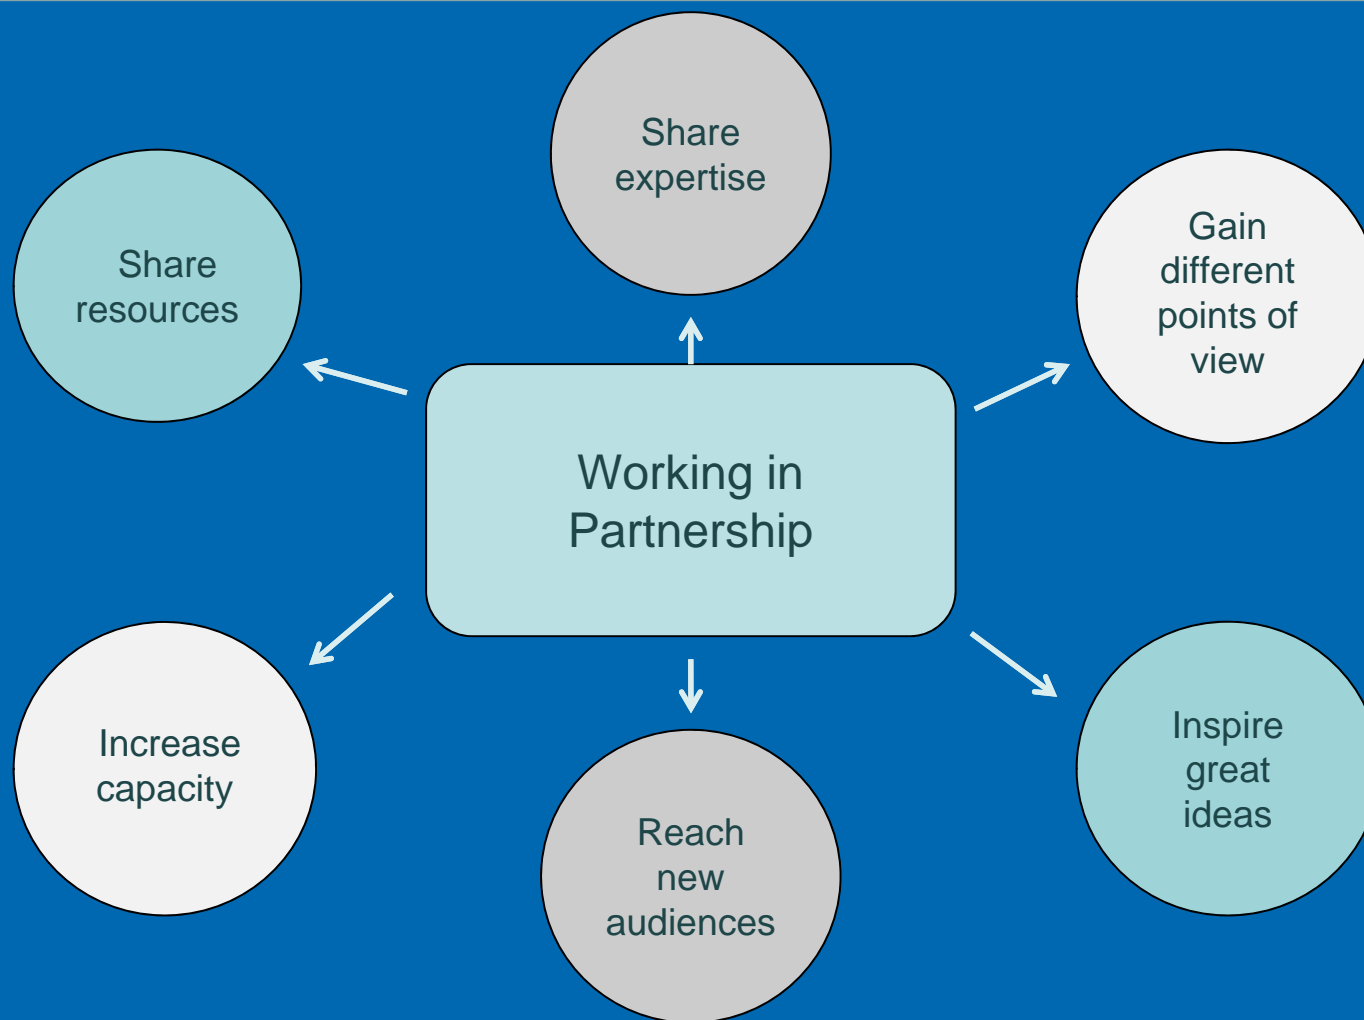 Share
expertise
Share
resources
Gain
different
points of
view
Working in
Partnership
Increase
capacity
Inspire
great
ideas
Reach
new
audiences